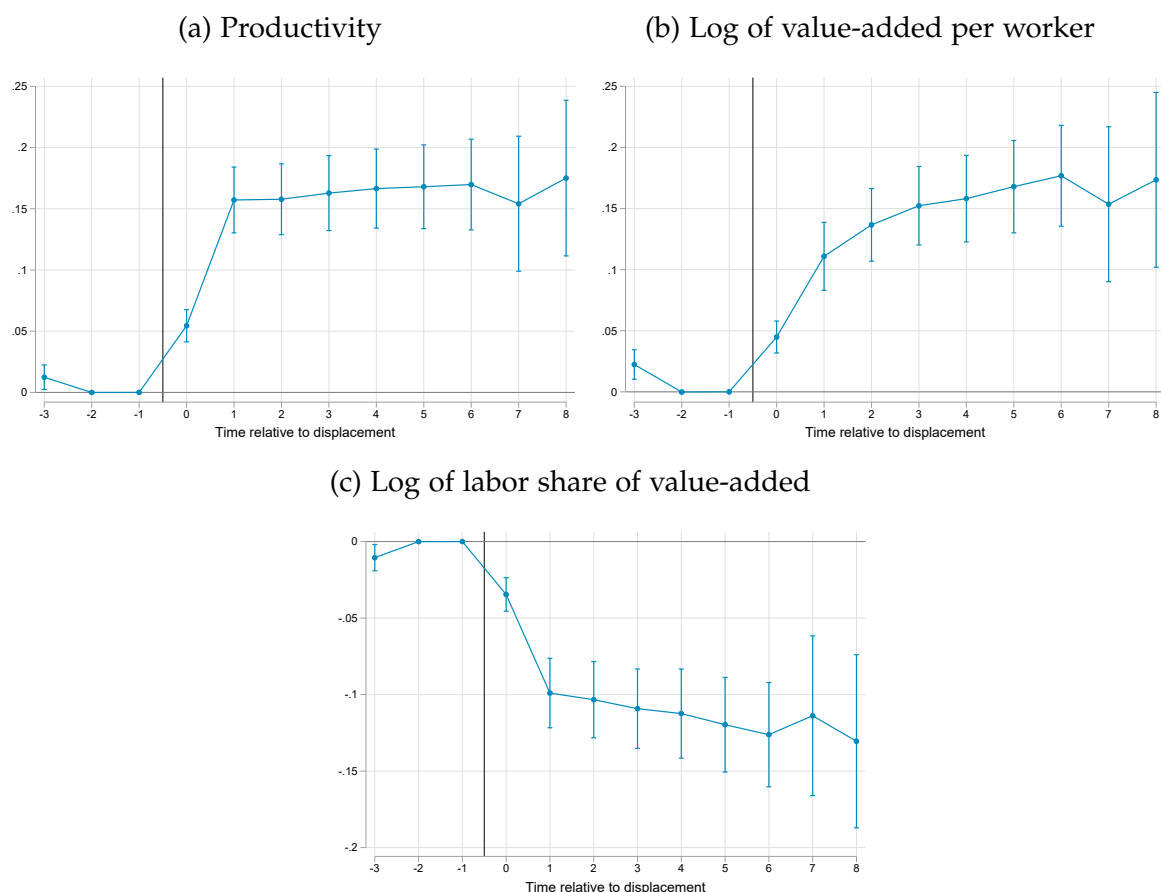 (a) Productivity
.25
.2
.15
.1
.05
0
-3 -2 -1 0 1 2 3 4 5 6 7 8
Time relative to displacement
(b) Log of value-added per worker
.25
.2
.15
.1
.05
0
-3 -2 -1 0 1 2 3 4 5 6 7 8
Time relative to displacement
(c) Log of labor share of value-added
0
-.05
-.1
-.15
-.2
-3 -2 -1 0 1 2 3 4 5 6 7 8
Time relative to displacement